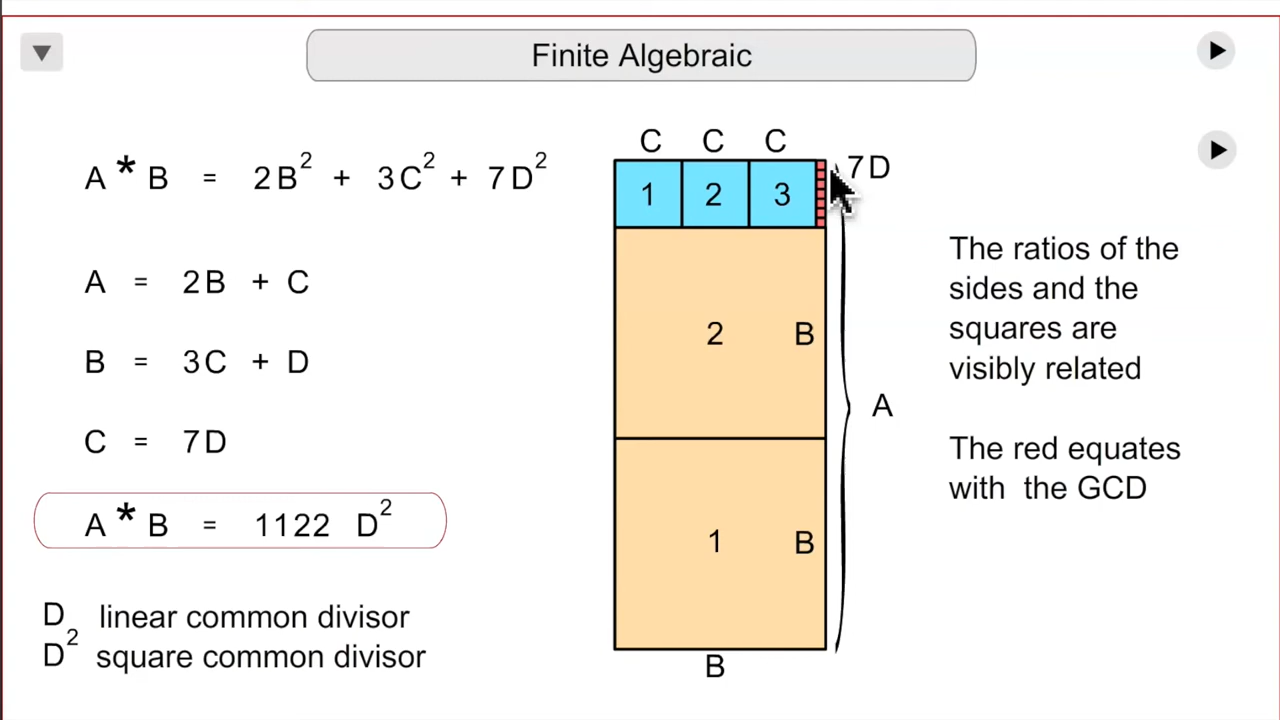 Finite Algebraic
A * B = 2B² + 3C² + 7D²
A = 2B + C
B = 3C + D
C = 7D
A * B = 1122 D²
D linear common divisor
D² square common divisor
C C C
7D
1 2 3
2 B
A
1 B
B
The ratios of the
sides and the
squares are
visibly related
The red equates
with the GCD